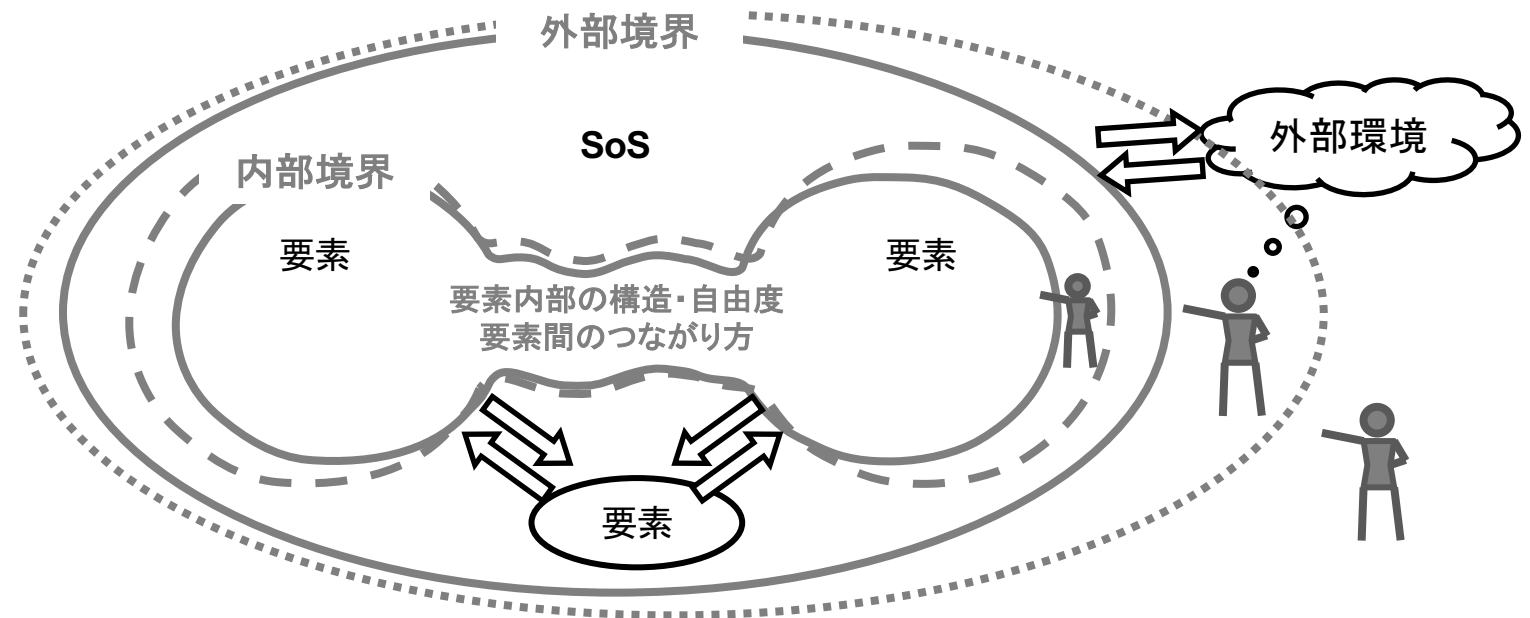 外部境界
SoS
外部環境
内部境界
要素
要素
要素内部の構造・自由度
要素間のつながり方
要素